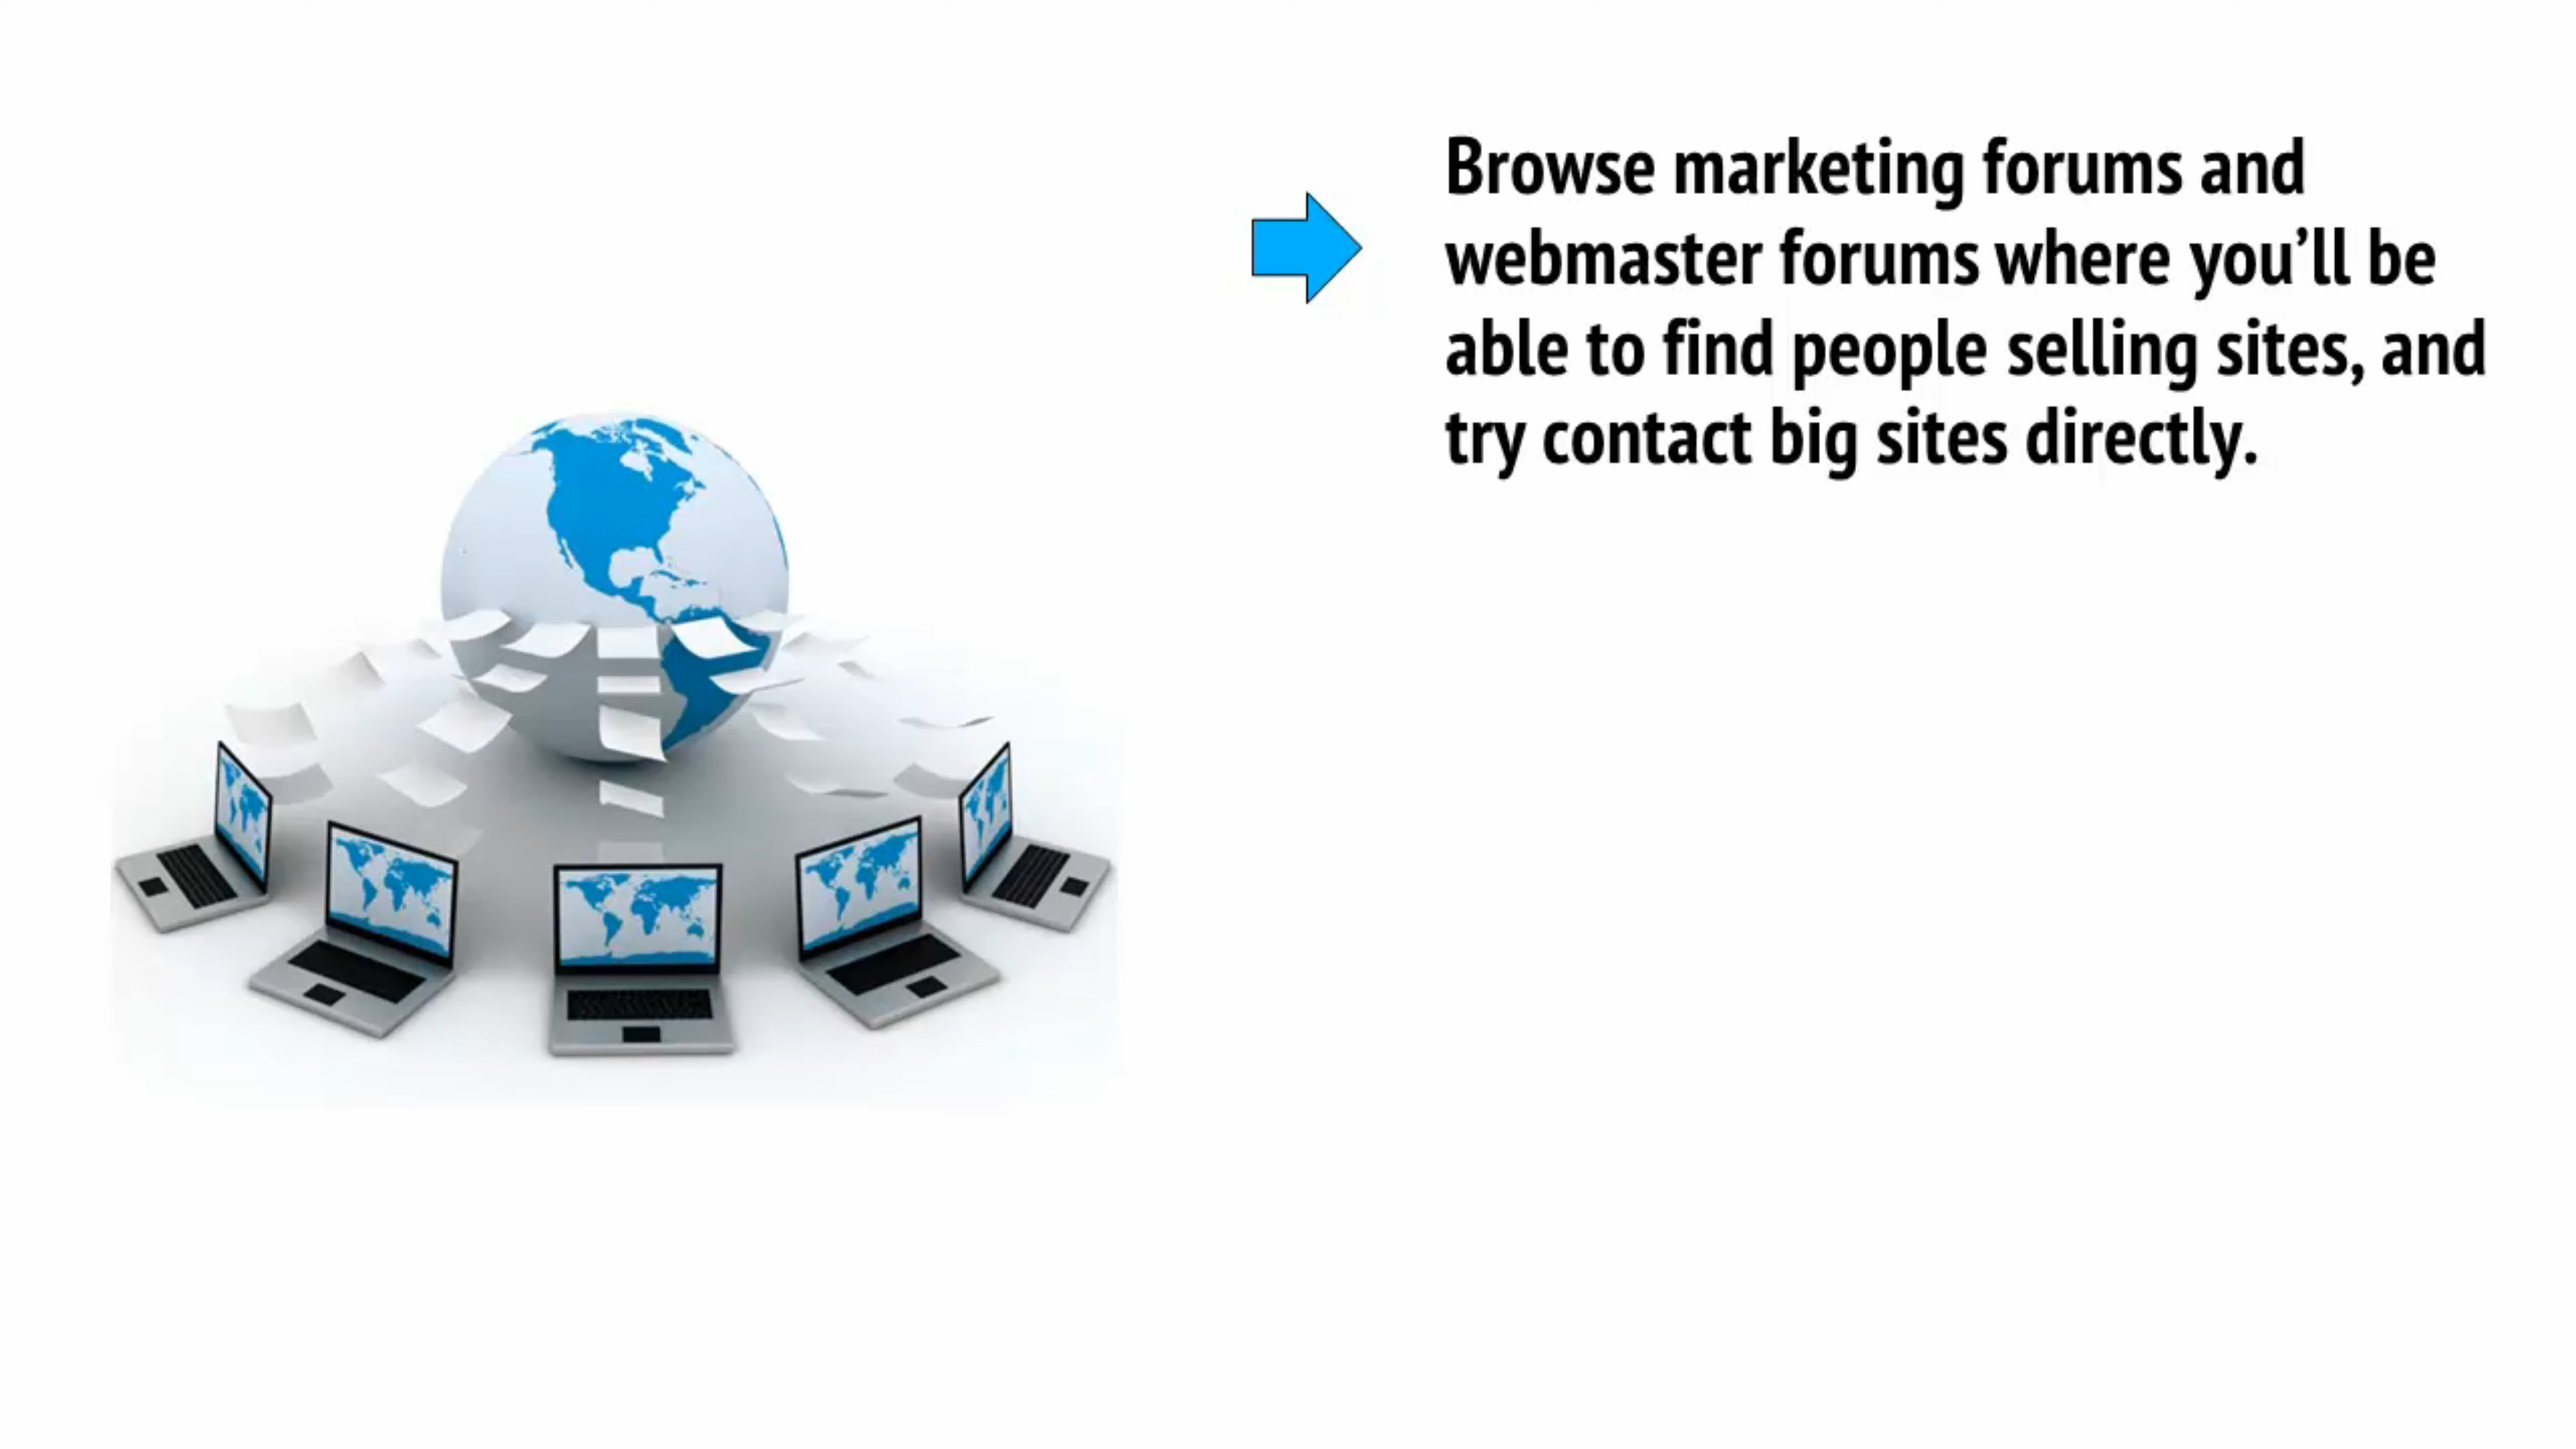 Browse marketing forums and
webmaster forums where you’ll be
able to find people selling sites, and
try contact big sites directly.